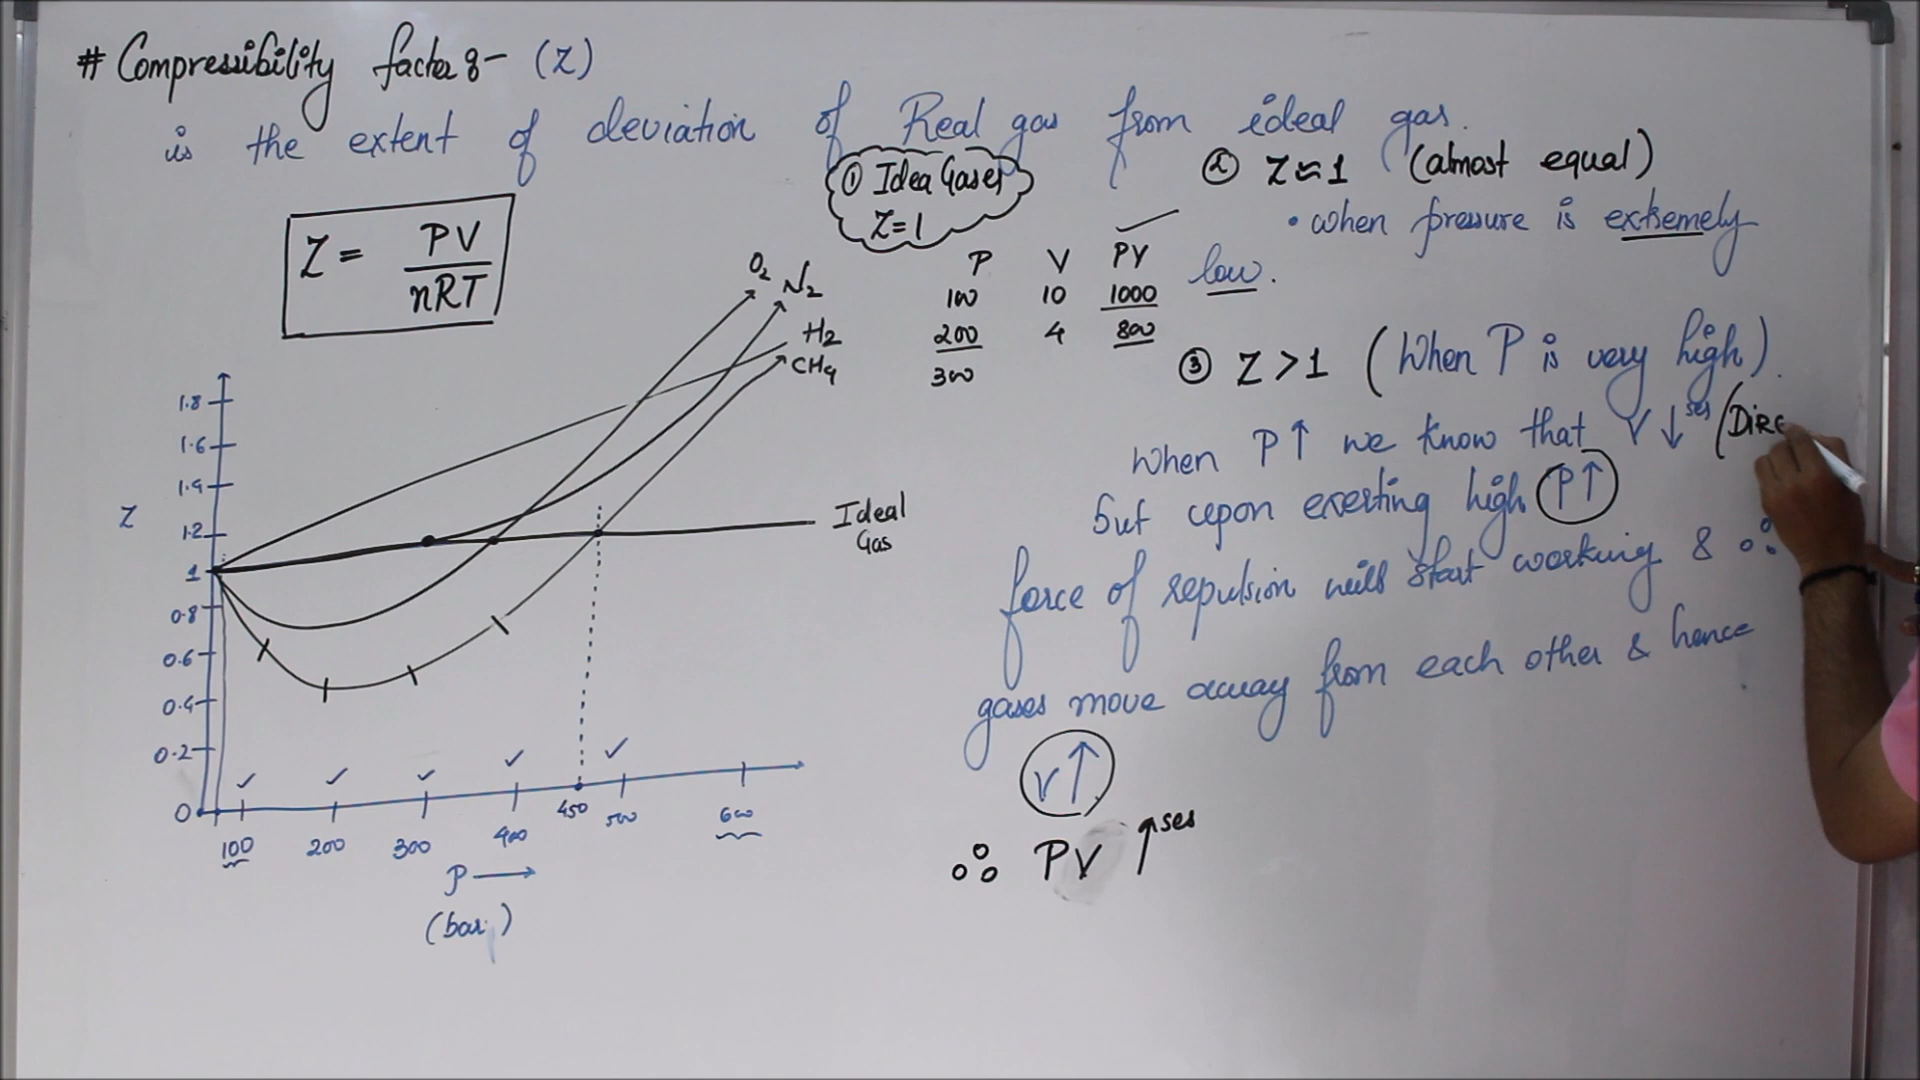 # Compressibility factor :- (Z)
is the extent of deviation of Real gas from ideal gas.
Z = PV / nRT
① Idea Gases
Z=1
P V PV
100 10 1000
200 4 800
300
② Z ≈ 1 (almost equal)
• when pressure is extremely
low.
③ Z > 1 (When P is very high)
when P↑ we know that V ↓ses (DIRE
but upon exerting high P↑
force of repulsion will start working & ∴
gases move away from each other & hence
V↑
∴ PV ↑ses
O2 N2
H2
CH4
Ideal
Gas
Z
1.8
1.6
1.4
1.2
1
0.8
0.6
0.4
0.2
0
100 200 300 400 450 500 600
P →
(bar)